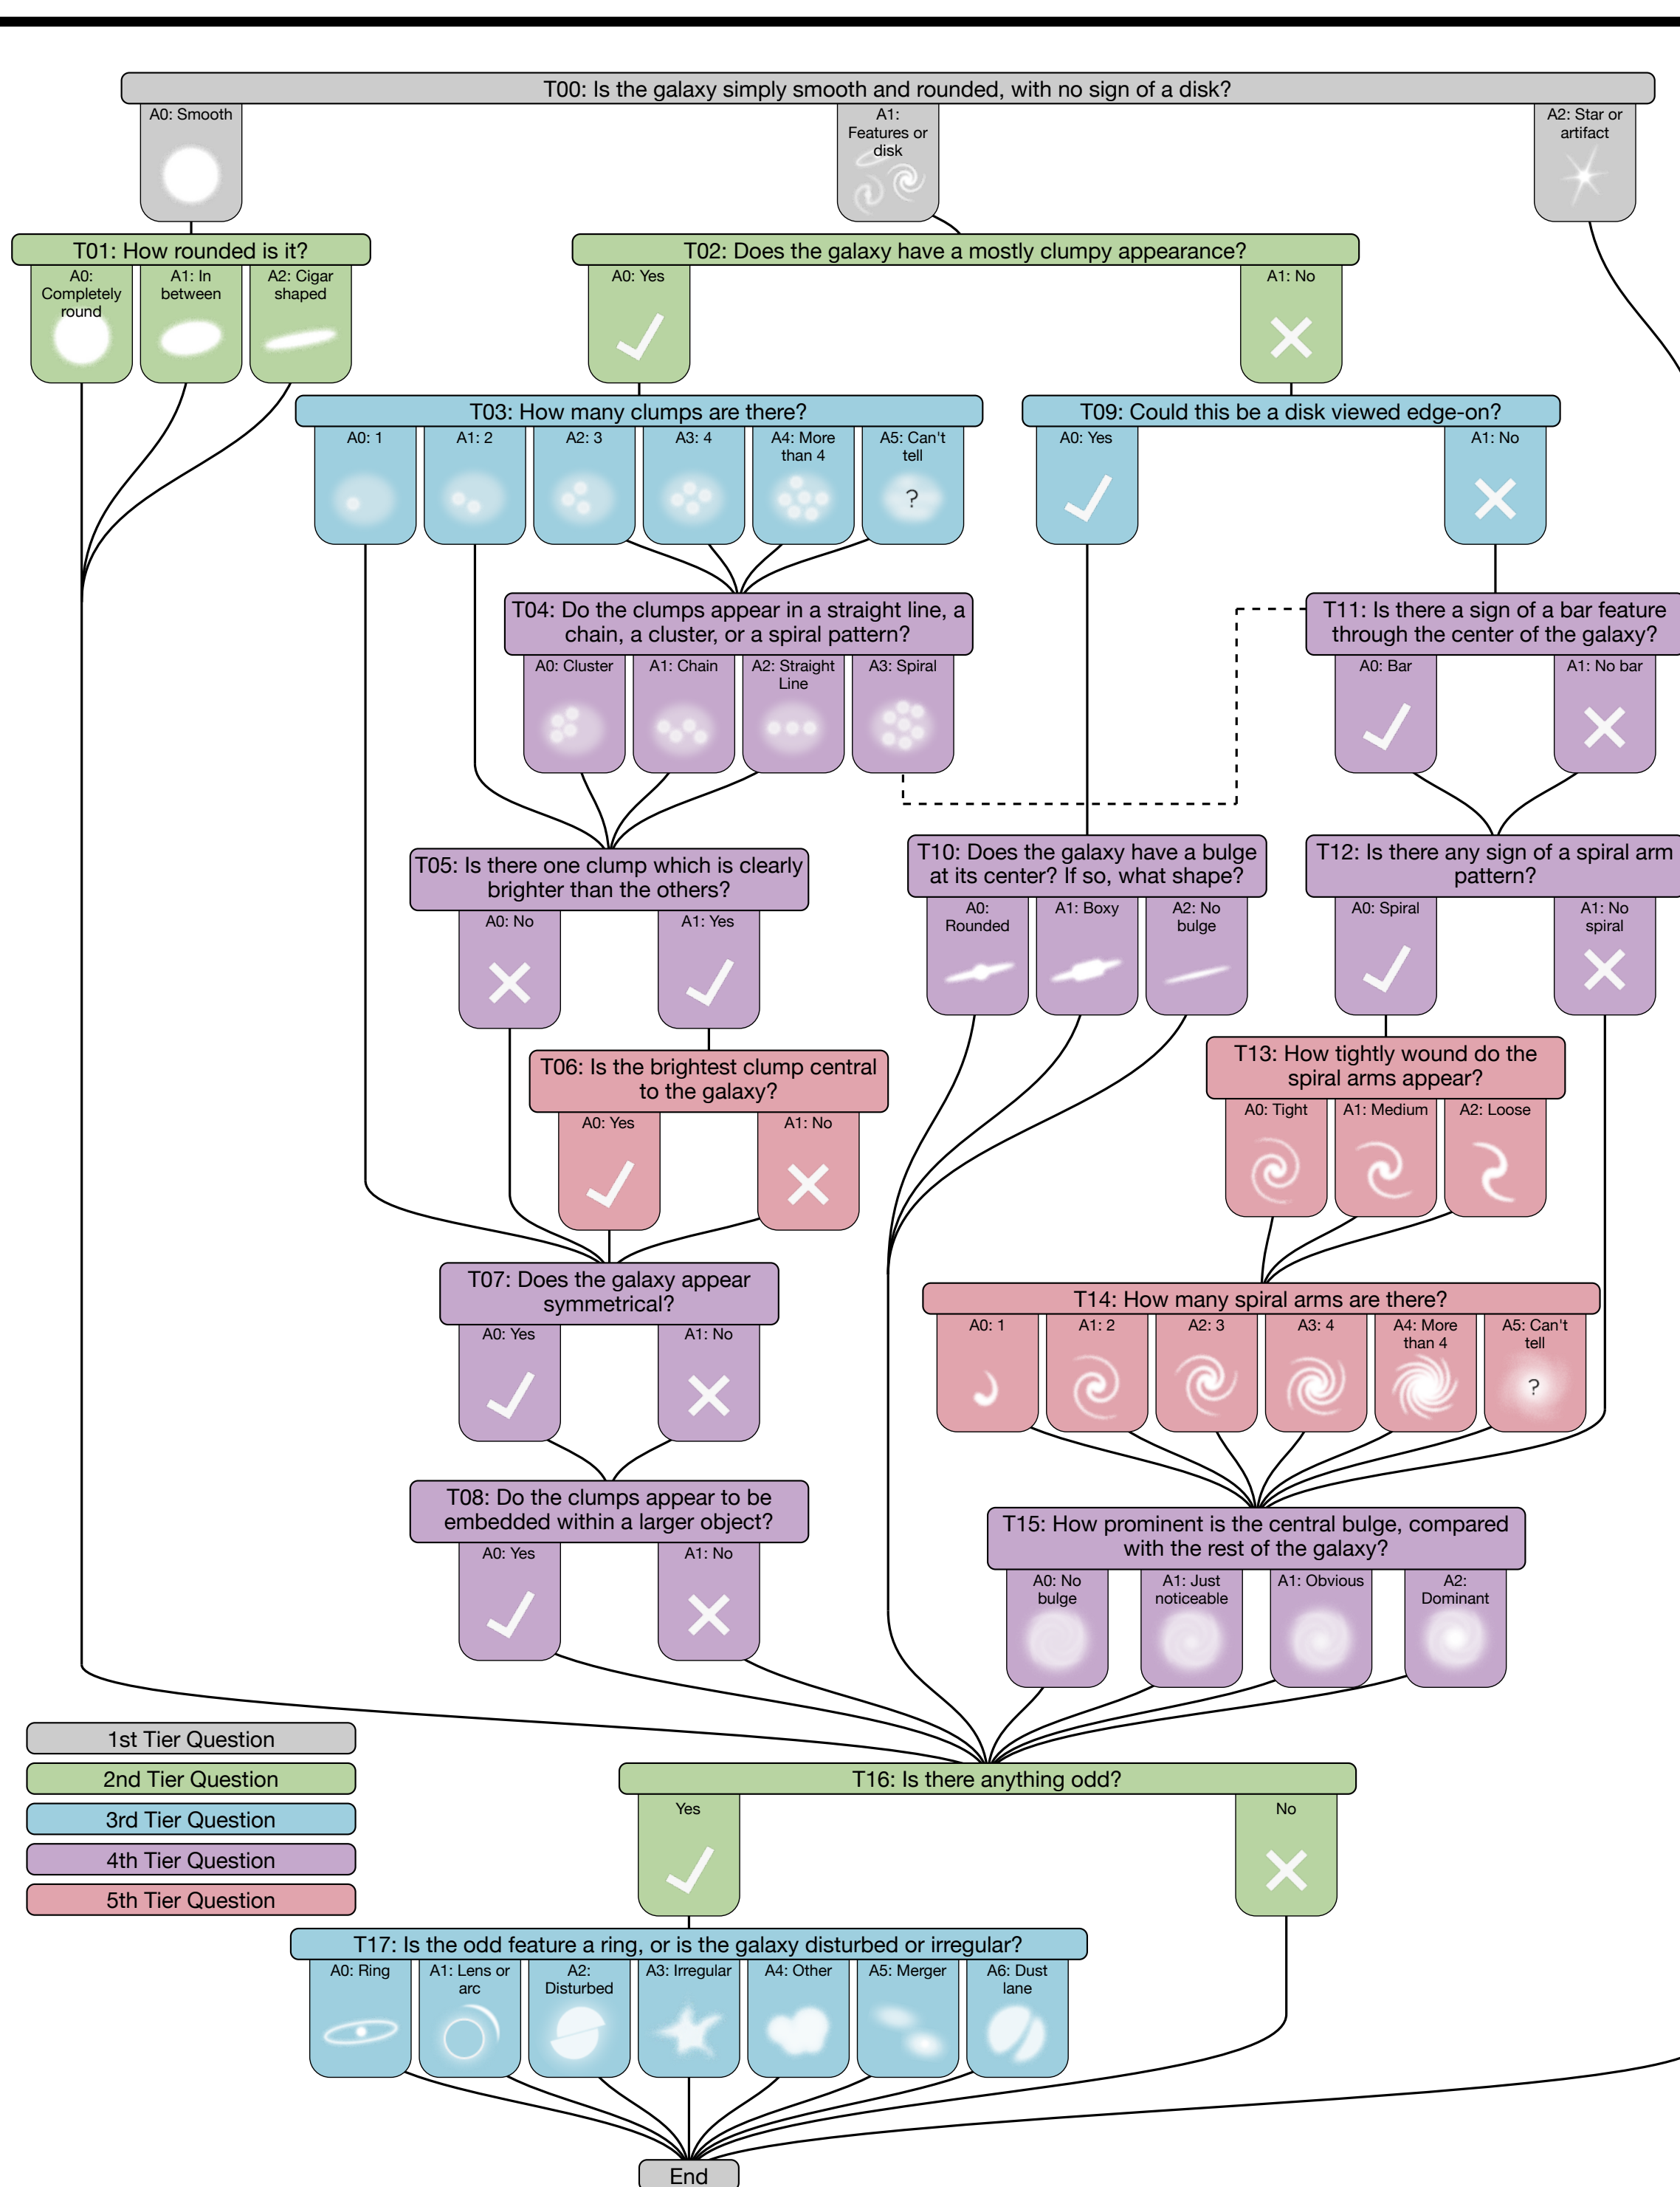 T00: Is the galaxy simply smooth and rounded, with no sign of a disk?
A0: Smooth
A1:
Features or
disk
A2: Star or
artifact
T01: How rounded is it?
A0:
Completely
round
A1: In
between
A2: Cigar
shaped
T02: Does the galaxy have a mostly clumpy appearance?
A0: Yes
A1: No
T03: How many clumps are there?
A0: 1
A1: 2
A2: 3
A3: 4
A4: More
than 4
A5: Can't
tell
?
T09: Could this be a disk viewed edge-on?
A0: Yes
A1: No
T04: Do the clumps appear in a straight line, a
chain, a cluster, or a spiral pattern?
A0: Cluster
A1: Chain
A2: Straight
Line
A3: Spiral
T11: Is there a sign of a bar feature
through the center of the galaxy?
A0: Bar
A1: No bar
T05: Is there one clump which is clearly
brighter than the others?
A0: No
A1: Yes
T10: Does the galaxy have a bulge
at its center? If so, what shape?
A0:
Rounded
A1: Boxy
A2: No
bulge
T12: Is there any sign of a spiral arm
pattern?
A0: Spiral
A1: No
spiral
T06: Is the brightest clump central
to the galaxy?
A0: Yes
A1: No
T13: How tightly wound do the
spiral arms appear?
A0: Tight
A1: Medium
A2: Loose
T07: Does the galaxy appear
symmetrical?
A0: Yes
A1: No
T14: How many spiral arms are there?
A0: 1
A1: 2
A2: 3
A3: 4
A4: More
than 4
A5: Can't
tell
?
T08: Do the clumps appear to be
embedded within a larger object?
A0: Yes
A1: No
T15: How prominent is the central bulge, compared
with the rest of the galaxy?
A0: No
bulge
A1: Just
noticeable
A1: Obvious
A2:
Dominant
1st Tier Question
2nd Tier Question
3rd Tier Question
4th Tier Question
5th Tier Question
T16: Is there anything odd?
Yes
No
T17: Is the odd feature a ring, or is the galaxy disturbed or irregular?
A0: Ring
A1: Lens or
arc
A2:
Disturbed
A3: Irregular
A4: Other
A5: Merger
A6: Dust
lane
End